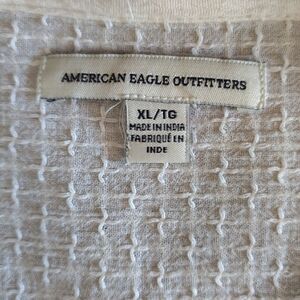 AMERICAN EAGLE OUTFITTERS
XL/TG
MADE IN INDIA
FABRIQUÉ EN
INDE